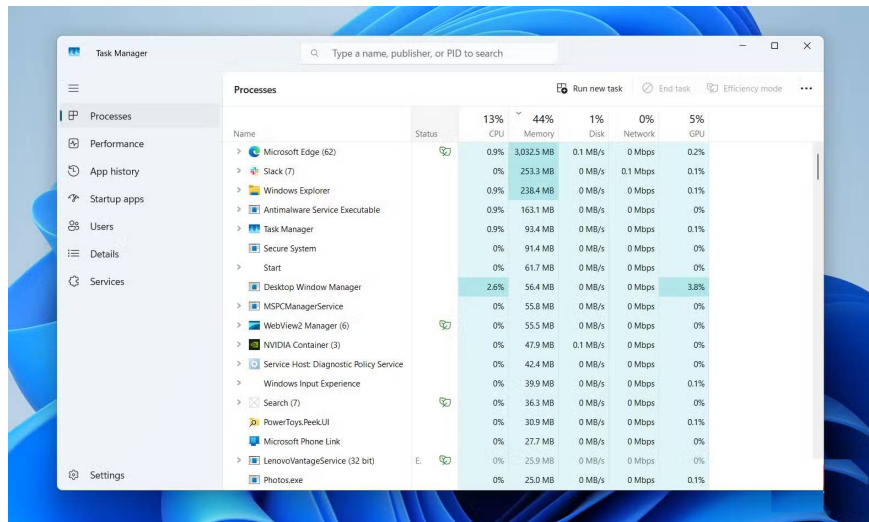 Task Manager
Type a name, publisher, or PID to search
Processes
Run new task End task Efficiency mode
Processes
Performance
App history
Startup apps
Users
Details
Services
Settings
13% 44% 1% 0% 5%
Name Status CPU Memory Disk Network GPU
Microsoft Edge (62) 0.9% 3,032.5 MB 0.1 MB/s 0 Mbps 0.2%
Slack (7) 0% 253.3 MB 0 MB/s 0.1 Mbps 0.1%
Windows Explorer 0.9% 238.4 MB 0 MB/s 0 Mbps 0.1%
Antimalware Service Executable 0.9% 163.1 MB 0 MB/s 0 Mbps 0%
Task Manager 0.9% 93.4 MB 0 MB/s 0 Mbps 0.1%
Secure System 0% 91.4 MB 0 MB/s 0 Mbps 0%
Start 0% 61.7 MB 0 MB/s 0 Mbps 0%
Desktop Window Manager 2.6% 56.4 MB 0 MB/s 0 Mbps 3.8%
MSPCManagerService 0% 55.8 MB 0 MB/s 0 Mbps 0%
WebView2 Manager (6) 0% 55.5 MB 0 MB/s 0 Mbps 0%
NVIDIA Container (3) 0% 47.9 MB 0.1 MB/s 0 Mbps 0%
Service Host: Diagnostic Policy Service 0% 42.4 MB 0 MB/s 0 Mbps 0%
Windows Input Experience 0% 39.9 MB 0 MB/s 0 Mbps 0.1%
Search (7) 0% 36.3 MB 0 MB/s 0 Mbps 0%
PowerToys.Peek.UI 0% 30.9 MB 0 MB/s 0 Mbps 0.1%
Microsoft Phone Link 0% 27.7 MB 0 MB/s 0 Mbps 0%
LenovoVantageService (32 bit) E. 0% 25.9 MB 0 MB/s 0 Mbps 0%
Photos.exe 0% 25.0 MB 0 MB/s 0 Mbps 0.1%